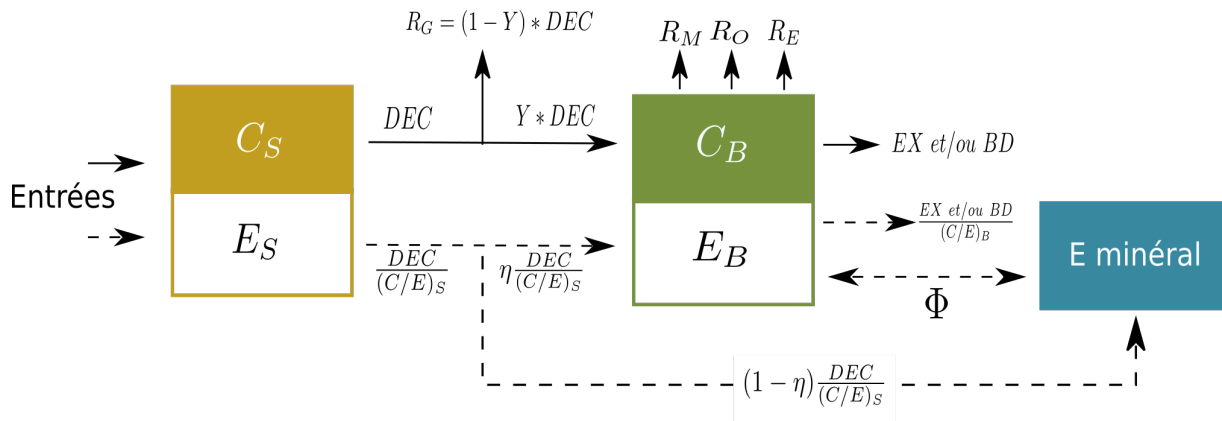 R_G = (1 − Y) * DEC
R_M R_O R_E
DEC
Y * DEC
C_S
C_B
EX et/ou BD
Entrées
E_S
E_B
DEC/(C/E)_S
η DEC/(C/E)_S
EX et/ou BD/(C/E)_B
E minéral
Φ
(1 − η) DEC/(C/E)_S